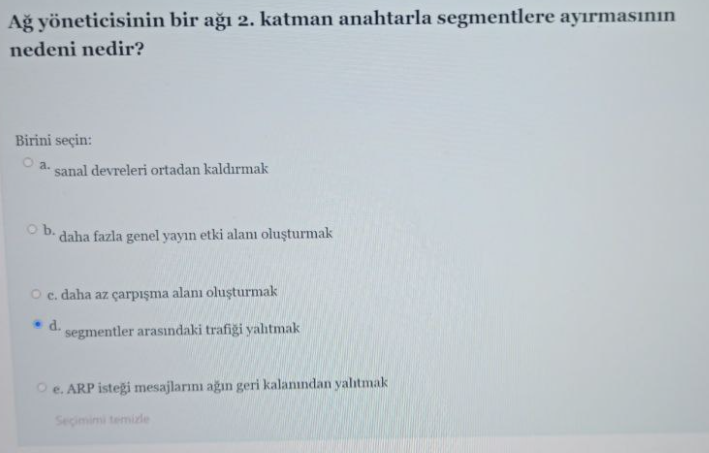 Ağ yöneticisinin bir ağı 2. katman anahtarla segmentlere ayırmasının
nedeni nedir?
Birini seçin:
a. sanal devreleri ortadan kaldırmak
b. daha fazla genel yayın etki alanı oluşturmak
c. daha az çarpışma alanı oluşturmak
d. segmentler arasındaki trafiği yalıtmak
e. ARP isteği mesajlarını ağın geri kalanından yalıtmak
Seçimimi temizle